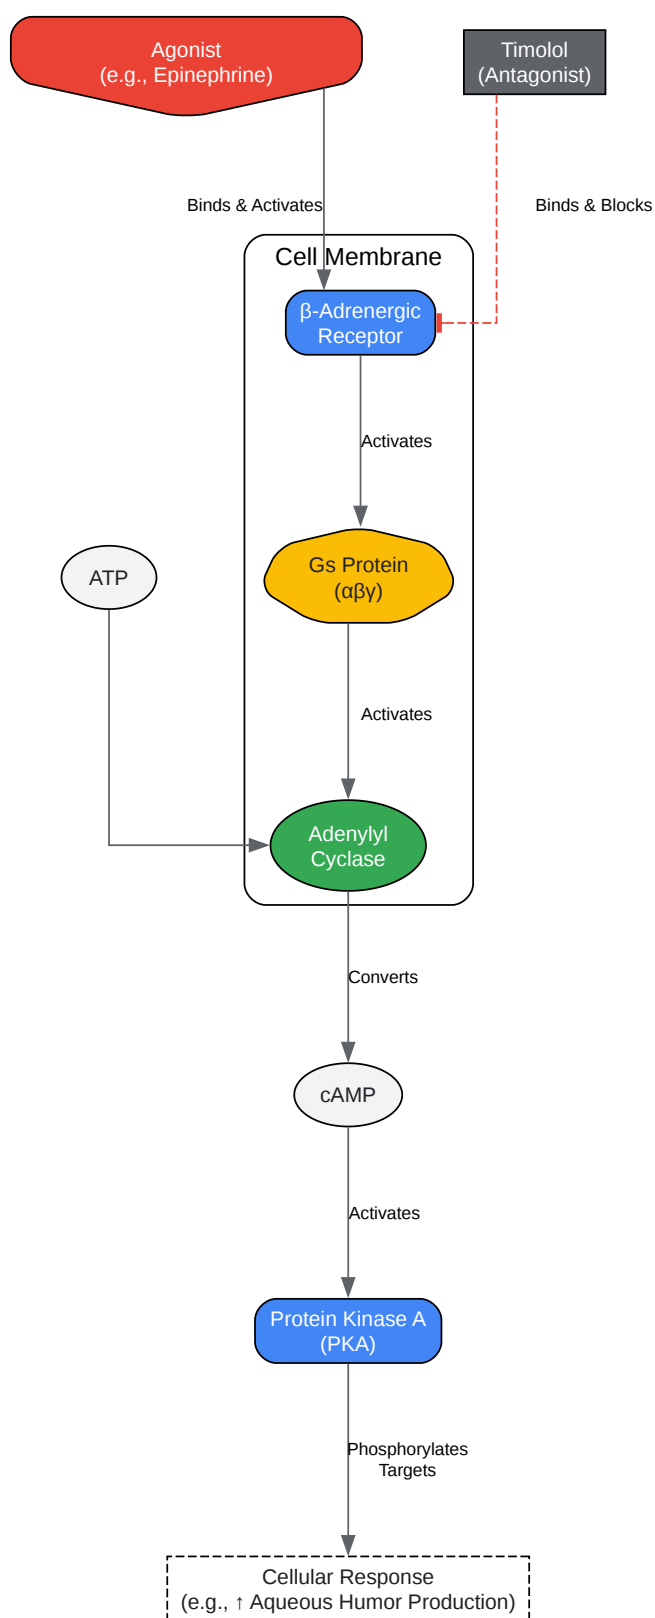 Agonist
(e.g., Epinephrine)
Timolol
(Antagonist)
Binds & Activates
Binds & Blocks
Cell Membrane
β-Adrenergic
Receptor
Activates
Gs Protein
(αβγ)
ATP
Activates
Adenylyl
Cyclase
Converts
cAMP
Activates
Protein Kinase A
(PKA)
Phosphorylates
Targets
Cellular Response
(e.g., ↑ Aqueous Humor Production)